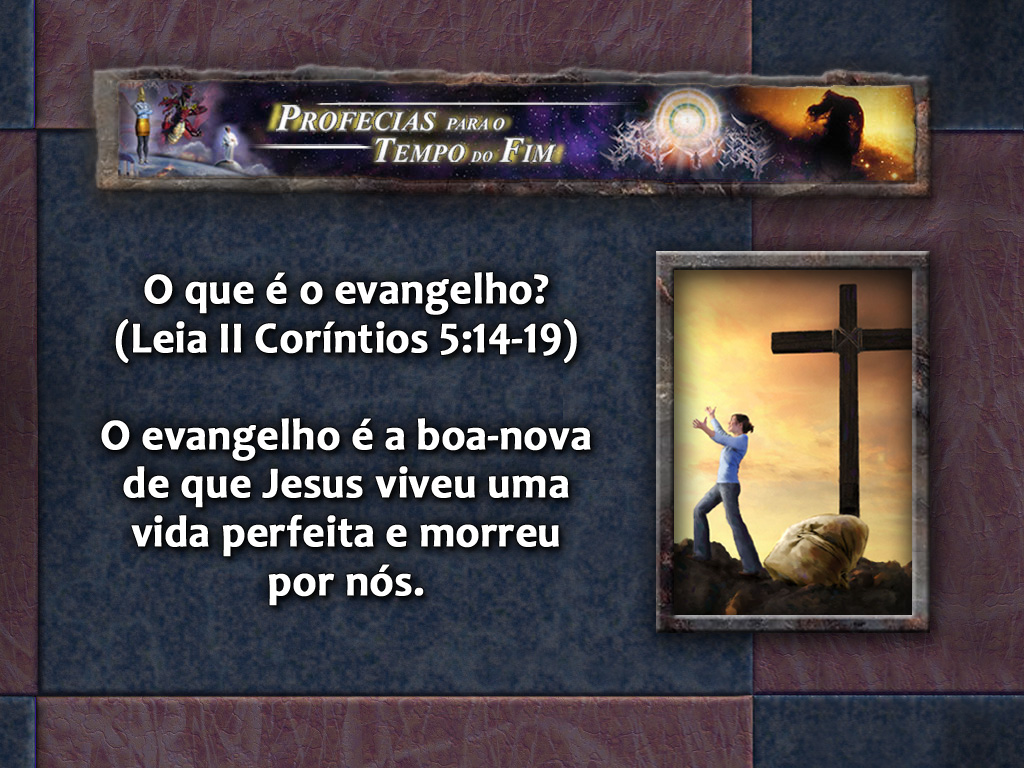 PROFECIAS PARA O
TEMPO DO FIM
O que é o evangelho?
(Leia II Coríntios 5:14-19)
O evangelho é a boa-nova
de que Jesus viveu uma
vida perfeita e morreu
por nós.